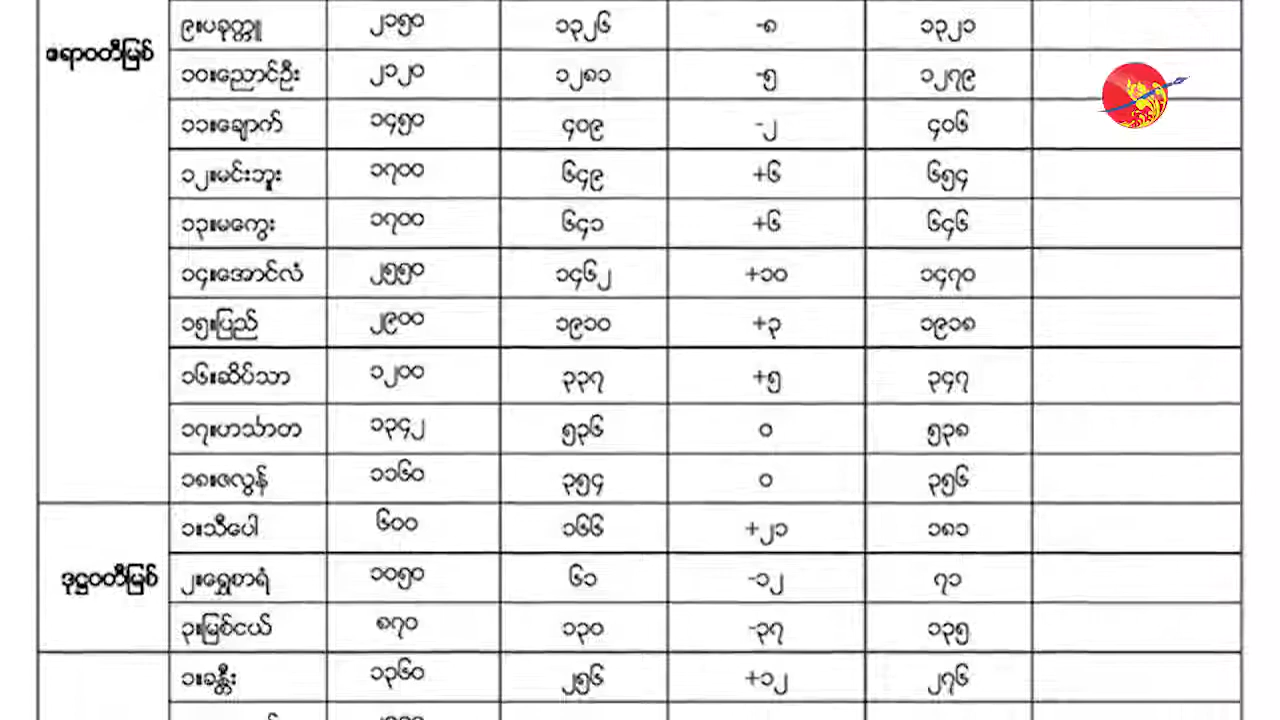 ဧရာဝတီမြစ်
၉။ပခုက္ကူ ၂၁၅၀ ၁၃၂၆ -၈ ၁၃၂၁
၁၀။ညောင်ဦး ၂၁၂၀ ၁၂၈၁ -၅ ၁၂၇၉
၁၁။ချောက် ၁၄၅၀ ၄၀၉ -၂ ၄၀၆
၁၂။မင်းဘူး ၁၇၀၀ ၆၄၉ +၆ ၆၅၄
၁၃။မကွေး ၁၇၀၀ ၆၄၁ +၆ ၆၄၆
၁၄။အောင်လံ ၂၅၅၀ ၁၄၆၂ +၁၀ ၁၄၇၀
၁၅။ပြည် ၂၉၀၀ ၁၉၁၀ +၃ ၁၉၁၈
၁၆။ဆိပ်သာ ၁၂၀၀ ၃၃၇ +၅ ၃၄၇
၁၇။ဟင်္သာတ ၁၃၄၂ ၅၃၆ ၀ ၅၃၈
၁၈။ဇလွန် ၁၁၆၀ ၃၅၄ ၀ ၃၅၆
ဒုဋ္ဌဝတီမြစ်
၁။သီပေါ ၆၀၀ ၁၆၆ +၂၁ ၁၈၁
၂။ရွှေစာရံ ၁၀၅၀ ၆၁ -၁၂ ၇၁
၃။မြစ်ငယ် ၈၇၀ ၁၃၀ -၃၇ ၁၃၅
၁။ခန္တီး ၁၃၆၀ ၂၅၆ +၁၂ ၂၇၆